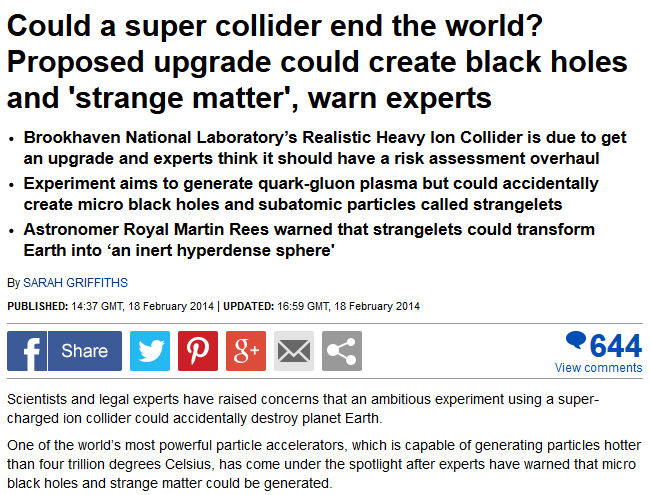 Could a super collider end the world?
Proposed upgrade could create black holes
and 'strange matter', warn experts
• Brookhaven National Laboratory’s Realistic Heavy Ion Collider is due to get
an upgrade and experts think it should have a risk assessment overhaul
• Experiment aims to generate quark-gluon plasma but could accidentally
create micro black holes and subatomic particles called strangelets
• Astronomer Royal Martin Rees warned that strangelets could transform
Earth into ‘an inert hyperdense sphere'
By SARAH GRIFFITHS
PUBLISHED: 14:37 GMT, 18 February 2014 | UPDATED: 16:59 GMT, 18 February 2014
f Share g+ 644
View comments
Scientists and legal experts have raised concerns that an ambitious experiment using a super-
charged ion collider could accidentally destroy planet Earth.
One of the world’s most powerful particle accelerators, which is capable of generating particles hotter
than four trillion degrees Celsius, has come under the spotlight after experts have warned that micro
black holes and strange matter could be generated.